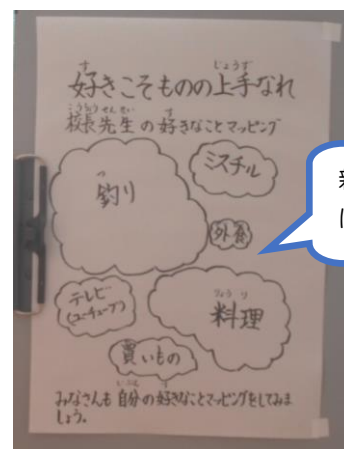 好きこそものの上手なれ
校長先生の好きなことマッピング
ミスチル
釣り
外食
テレビ
(ユーチューブ)
料理
買いもの
みなさんも自分の好きなことマッピングをしてみま
しょう。